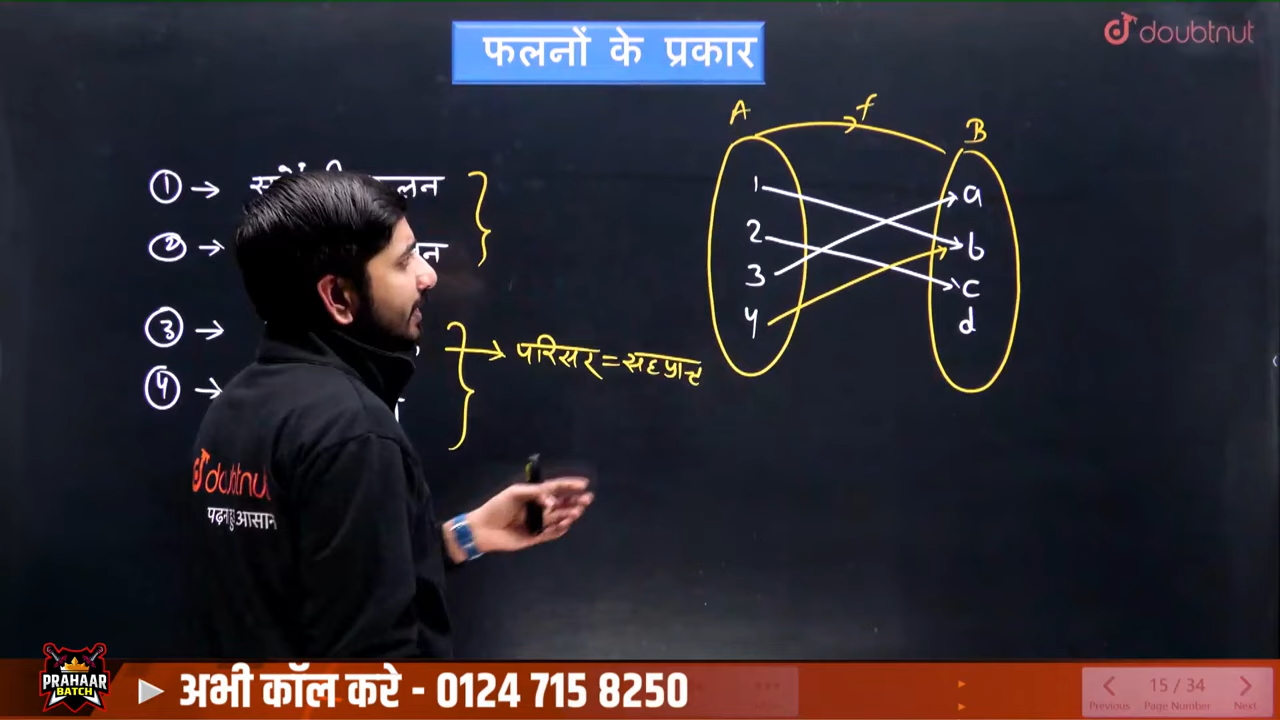 फलनों के प्रकार
doubtnut
A f B
① → लन
② → न
③ →
④ →
→ परिसर = सहप्रान्त
1 a
2 b
3 c
4 d
doubtnut
पढ़ना हुआ आसान
PRAHAAR
BATCH
अभी कॉल करे - 0124 715 8250
15 / 34
Previous Page Number Next